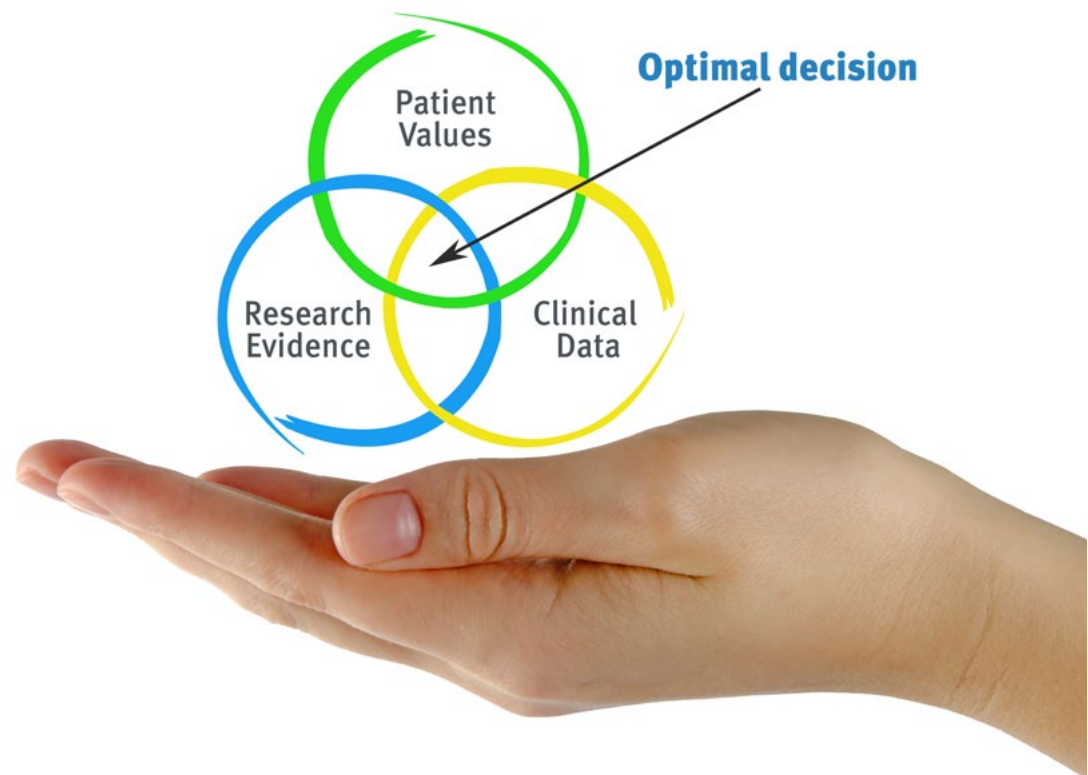 Optimal decision
Patient
Values
Research
Evidence
Clinical
Data